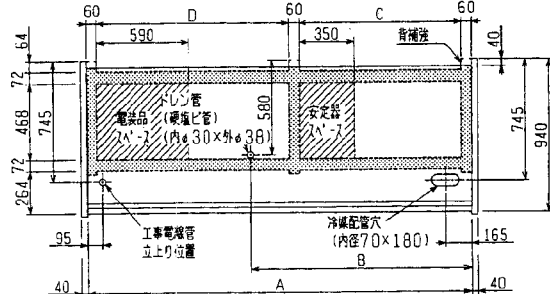 60
D
60
C
60
64
590
350
背補強
40
72
745
468
電装品
スペース
ドレン管
(硬塩ビ管)
(内φ30×外φ38)
580
安定器
スペース
745
940
72
264
95
工事電線管
立上り位置
冷媒配管穴
(内径70×180)
165
B
40
A
40